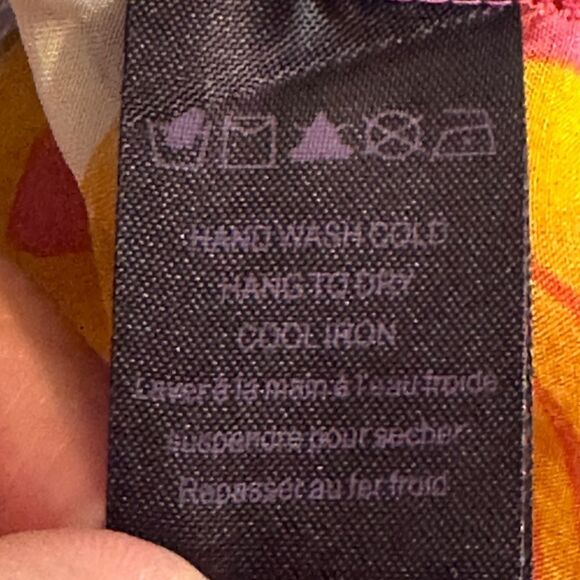 HAND WASH COLD
HANG TO DRY
COOL IRON
Laver à la main à l'eau froide
suspendre pour sécher
Repasser au fer froid